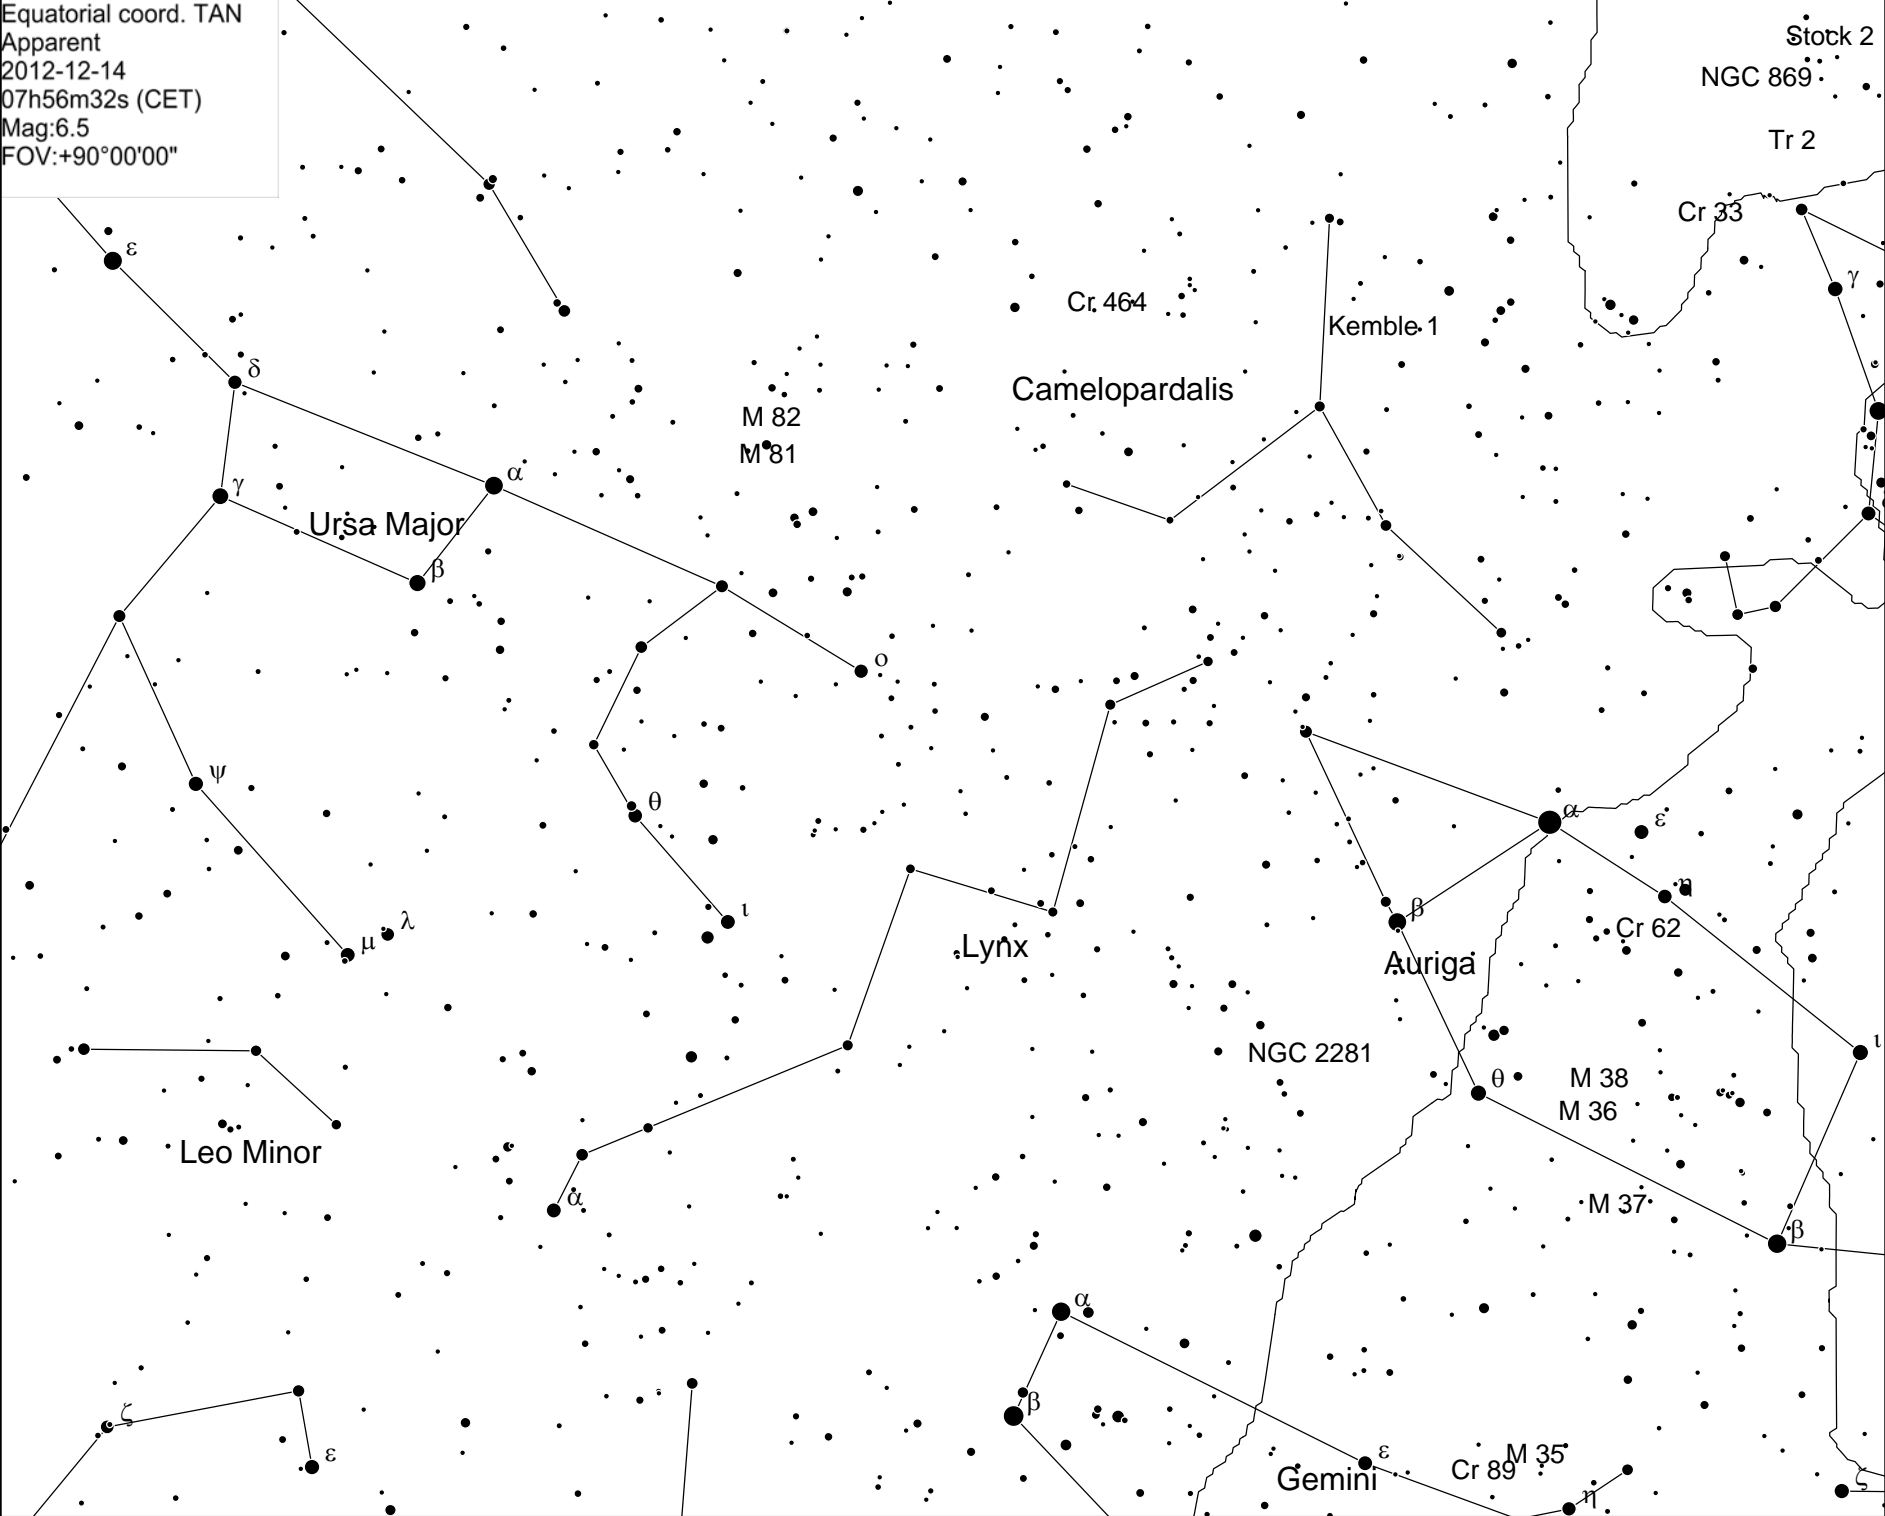 Equatorial coord. TAN
Apparent
2012-12-14
07h56m32s (CET)
Mag:6.5
FOV:+90°00'00"
Stock 2
NGC 869
Tr 2
Cr 33
ε
γ
Cr 464
Kemble 1
δ
Camelopardalis
M 82
M 81
α
γ
Ursa Major
β
ο
ψ
θ
α
ε
η
ι
β
λ
μ
Cr 62
Lynx
Auriga
ι
NGC 2281
θ
M 38
M 36
Leo Minor
α
M 37
β
α
β
ζ
ε
ε
M 35
Cr 89
Gemini
η
ζ